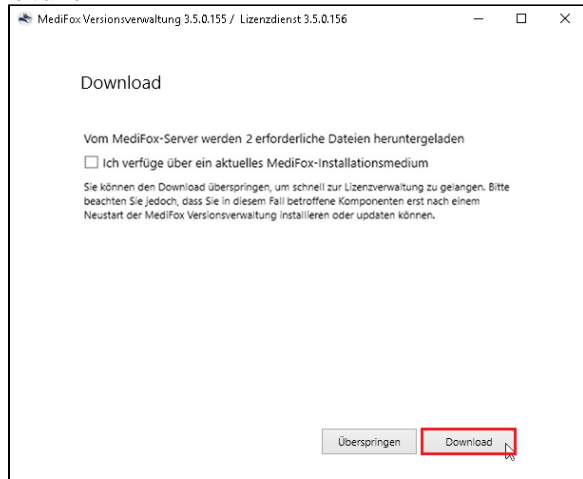 MediFox Versionsverwaltung 3.5.0.155 / Lizenzdienst 3.5.0.156
Download
Vom MediFox-Server werden 2 erforderliche Dateien heruntergeladen
Ich verfüge über ein aktuelles MediFox-Installationsmedium
Sie können den Download überspringen, um schnell zur Lizenzverwaltung zu gelangen. Bitte
beachten Sie jedoch, dass Sie in diesem Fall betroffene Komponenten erst nach einem
Neustart der MediFox Versionsverwaltung installieren oder updaten können.
Überspringen Download